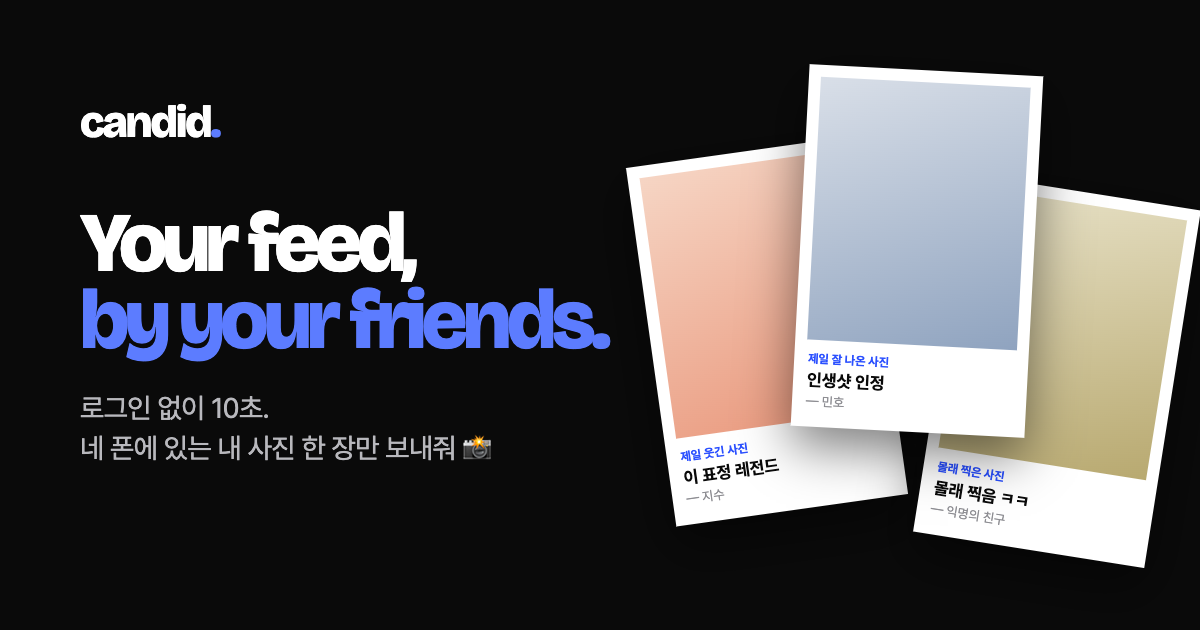 candid.
Your feed,
by your friends.
로그인 없이 10초.
네 폰에 있는 내 사진 한 장만 보내줘 📸
제일 웃긴 사진
이 표정 레전드
— 지수
제일 잘 나온 사진
인생샷 인정
— 민호
몰래 찍은 사진
몰래 찍음 ㅋㅋ
— 익명의 친구